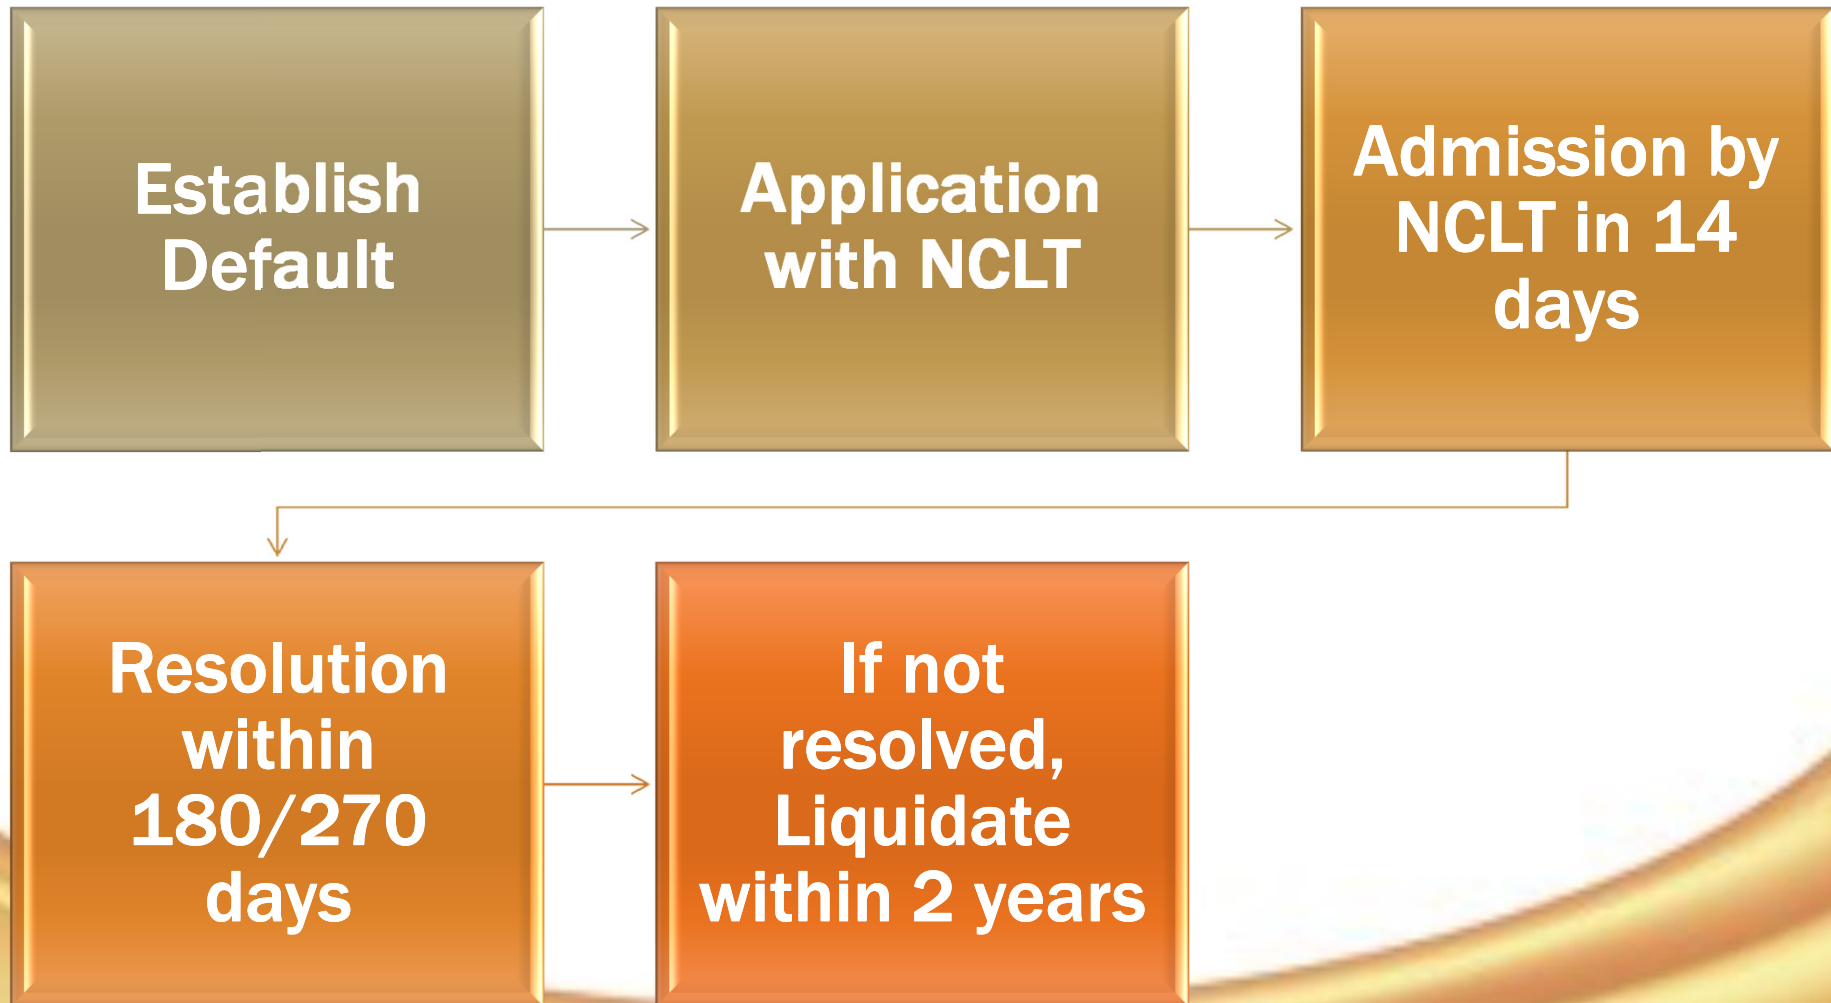 Establish
Default
Application
with NCLT
Admission by
NCLT in 14
days
Resolution
within
180/270
days
If not
resolved,
Liquidate
within 2 years